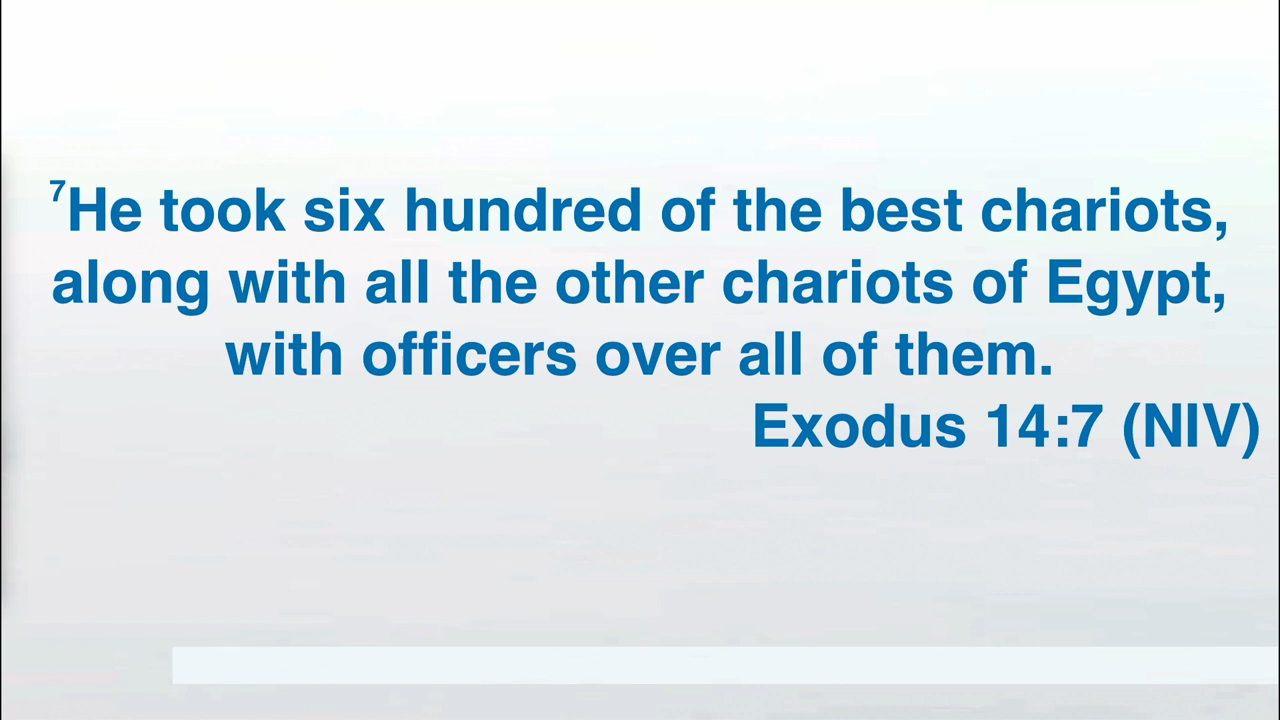 ⁷He took six hundred of the best chariots,
along with all the other chariots of Egypt,
with officers over all of them.
Exodus 14:7 (NIV)